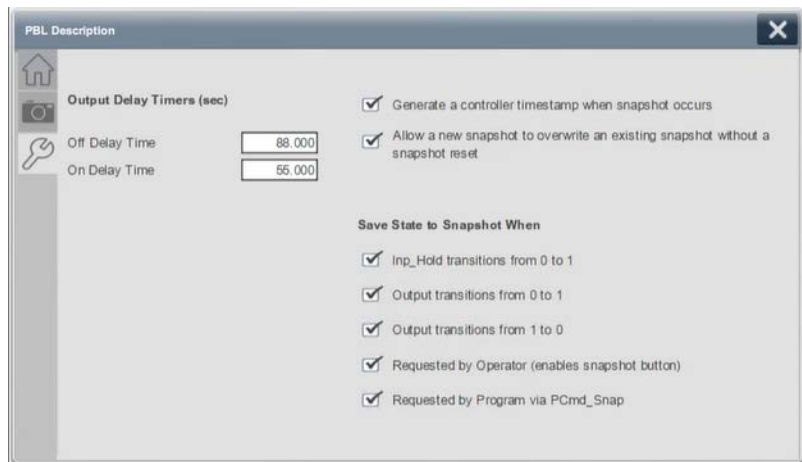 PBL Description
Output Delay Timers (sec)
Off Delay Time
88.000
On Delay Time
55.000
Generate a controller timestamp when snapshot occurs
Allow a new snapshot to overwrite an existing snapshot without a
snapshot reset
Save State to Snapshot When
Inp_Hold transitions from 0 to 1
Output transitions from 0 to 1
Output transitions from 1 to 0
Requested by Operator (enables snapshot button)
Requested by Program via PCmd_Snap